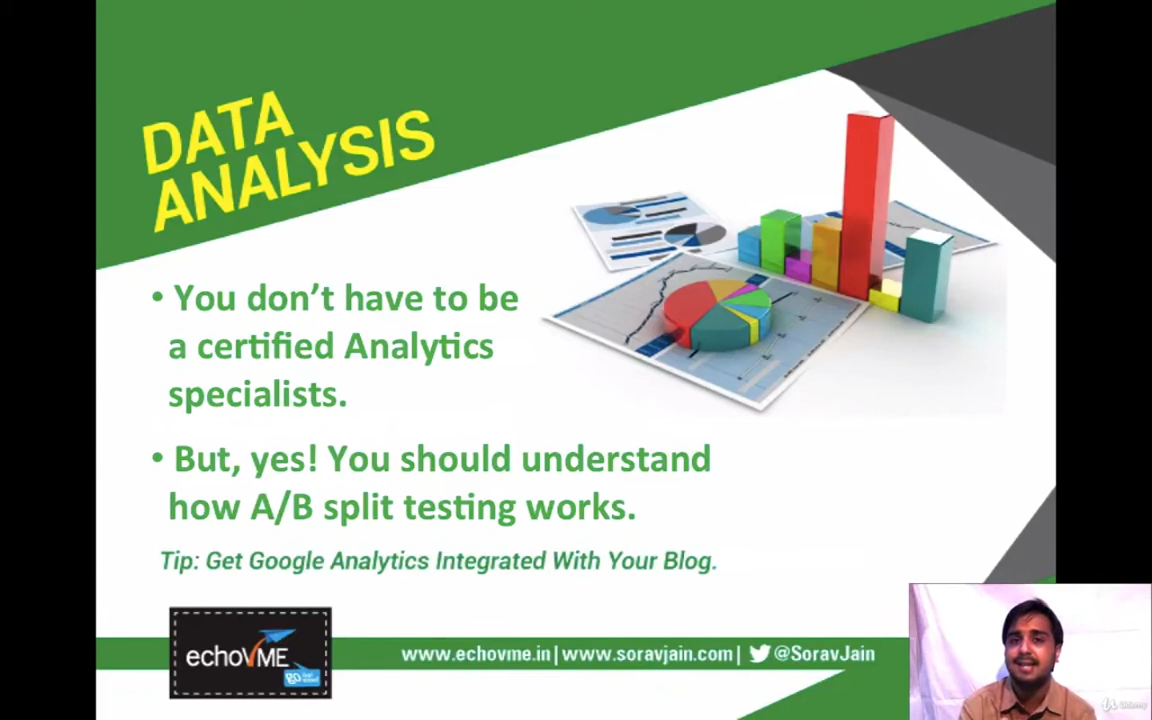 DATA
ANALYSIS
• You don't have to be
a certified Analytics
specialists.
• But, yes! You should understand
how A/B split testing works.
Tip: Get Google Analytics Integrated With Your Blog.
echoVME
www.echovme.in|www.soravjain.com| @SoravJain
Udemy